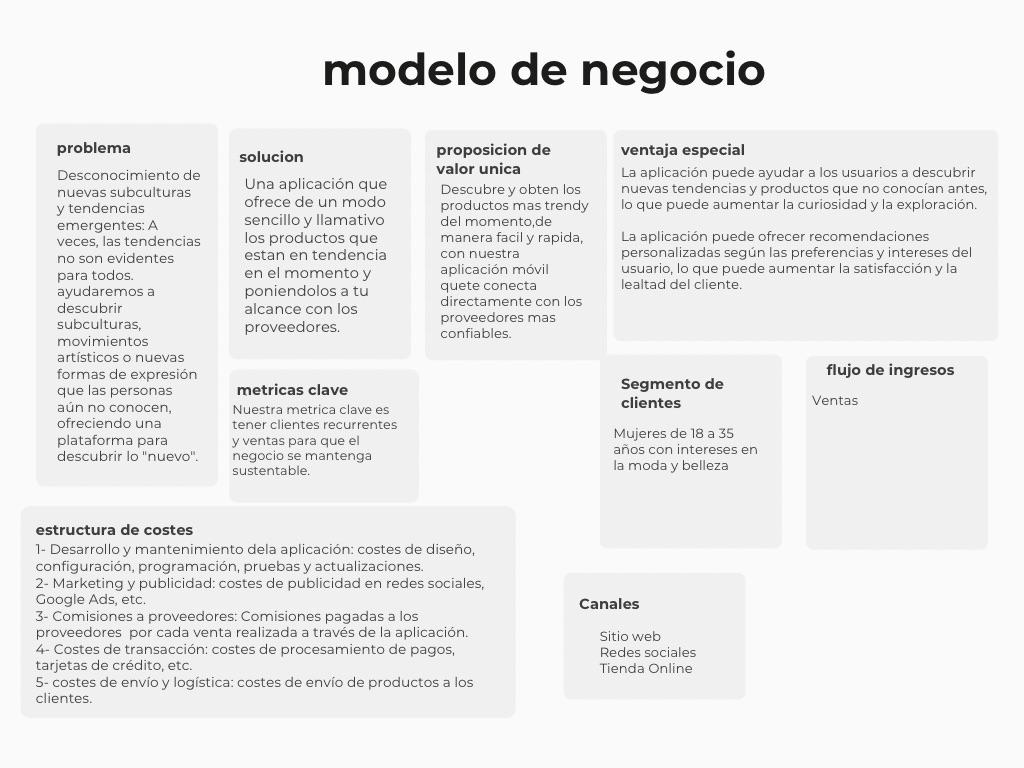 modelo de negocio
problema
Desconocimiento de
nuevas subculturas
y tendencias
emergentes: A
veces, las tendencias
no son evidentes
para todos.
ayudaremos a
descubrir
subculturas,
movimientos
artísticos o nuevas
formas de expresión
que las personas
aún no conocen,
ofreciendo una
plataforma para
descubrir lo "nuevo".
solucion
Una aplicación que
ofrece de un modo
sencillo y llamativo
los productos que
estan en tendencia
en el momento y
poniendolos a tu
alcance con los
proveedores.
proposicion de
valor unica
Descubre y obten los
productos mas trendy
del momento,de
manera facil y rapida,
con nuestra
aplicación móvil
quete conecta
directamente con los
proveedores mas
confiables.
ventaja especial
La aplicación puede ayudar a los usuarios a descubrir
nuevas tendencias y productos que no conocían antes,
lo que puede aumentar la curiosidad y la exploración.
La aplicación puede ofrecer recomendaciones
personalizadas según las preferencias y intereses del
usuario, lo que puede aumentar la satisfacción y la
lealtad del cliente.
metricas clave
Nuestra metrica clave es
tener clientes recurrentes
y ventas para que el
negocio se mantenga
sustentable.
Segmento de
clientes
Mujeres de 18 a 35
años con intereses en
la moda y belleza
flujo de ingresos
Ventas
estructura de costes
1- Desarrollo y mantenimiento dela aplicación: costes de diseño,
configuración, programación, pruebas y actualizaciones.
2- Marketing y publicidad: costes de publicidad en redes sociales,
Google Ads, etc.
3- Comisiones a proveedores: Comisiones pagadas a los
proveedores  por cada venta realizada a través de la aplicación.
4- Costes de transacción: costes de procesamiento de pagos,
tarjetas de crédito, etc.
5- costes de envío y logística: costes de envío de productos a los
clientes.
Canales
Sitio web
Redes sociales
Tienda Online